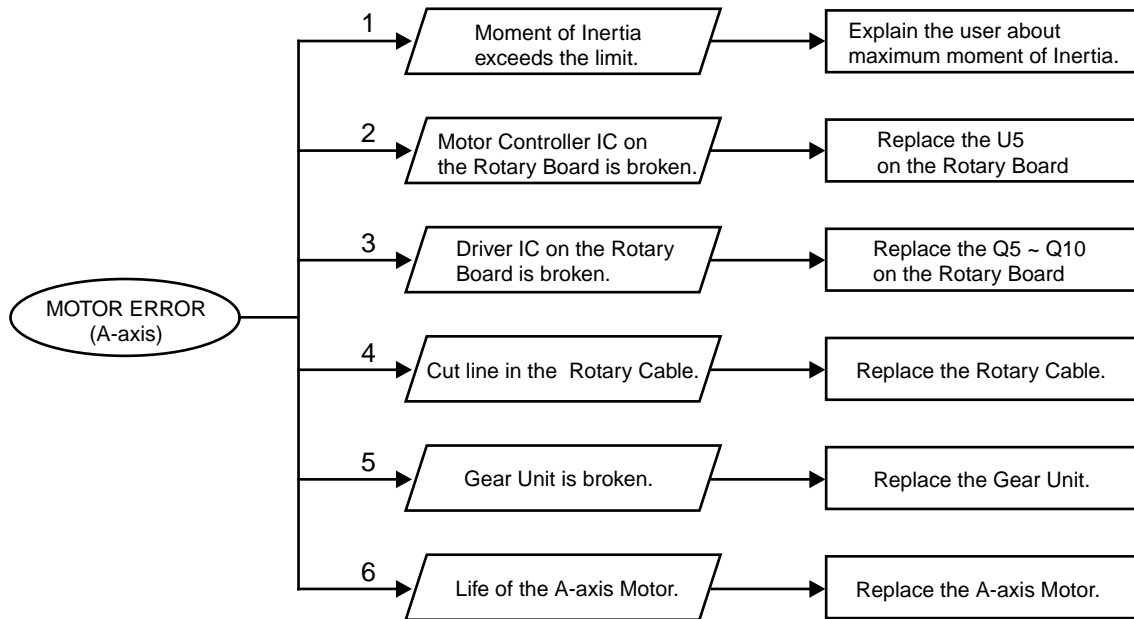 1
Moment of Inertia
exceeds the limit.
Explain the user about
maximum moment of Inertia.
2
Motor Controller IC on
the Rotary Board is broken.
Replace the U5
on the Rotary Board
3
Driver IC on the Rotary
Board is broken.
Replace the Q5 ~ Q10
on the Rotary Board
MOTOR ERROR
(A-axis)
4
Cut line in the Rotary Cable.
Replace the Rotary Cable.
5
Gear Unit is broken.
Replace the Gear Unit.
6
Life of the A-axis Motor.
Replace the A-axis Motor.